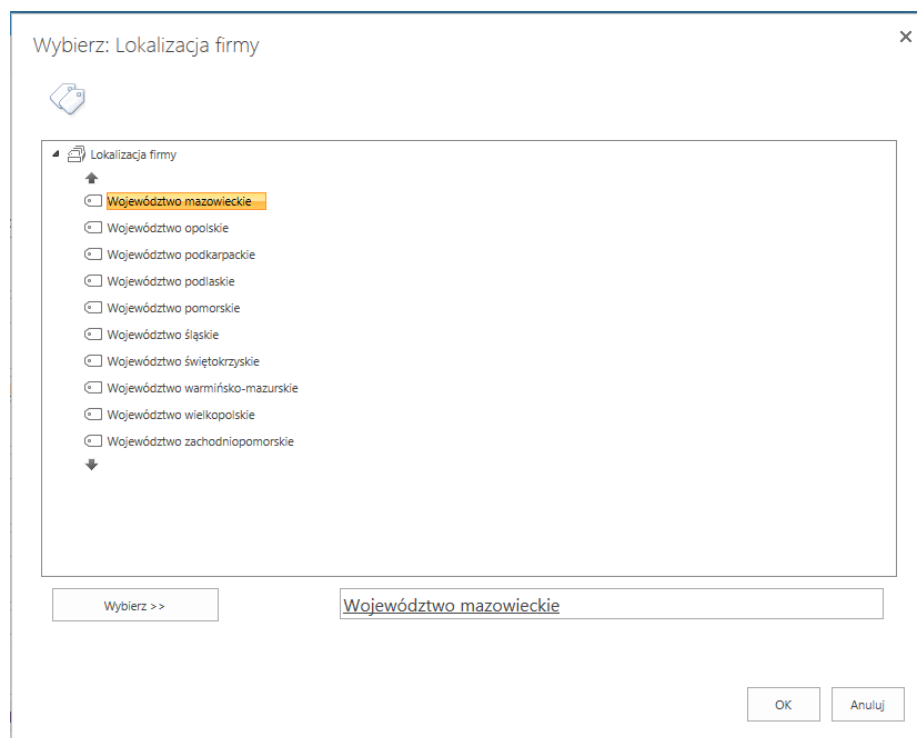 Wybierz: Lokalizacja firmy
Lokalizacja firmy
Województwo mazowieckie
Województwo opolskie
Województwo podkarpackie
Województwo podlaskie
Województwo pomorskie
Województwo śląskie
Województwo świętokrzyskie
Województwo warmińsko-mazurskie
Województwo wielkopolskie
Województwo zachodniopomorskie
Wybierz >>
Województwo mazowieckie
OK
Anuluj